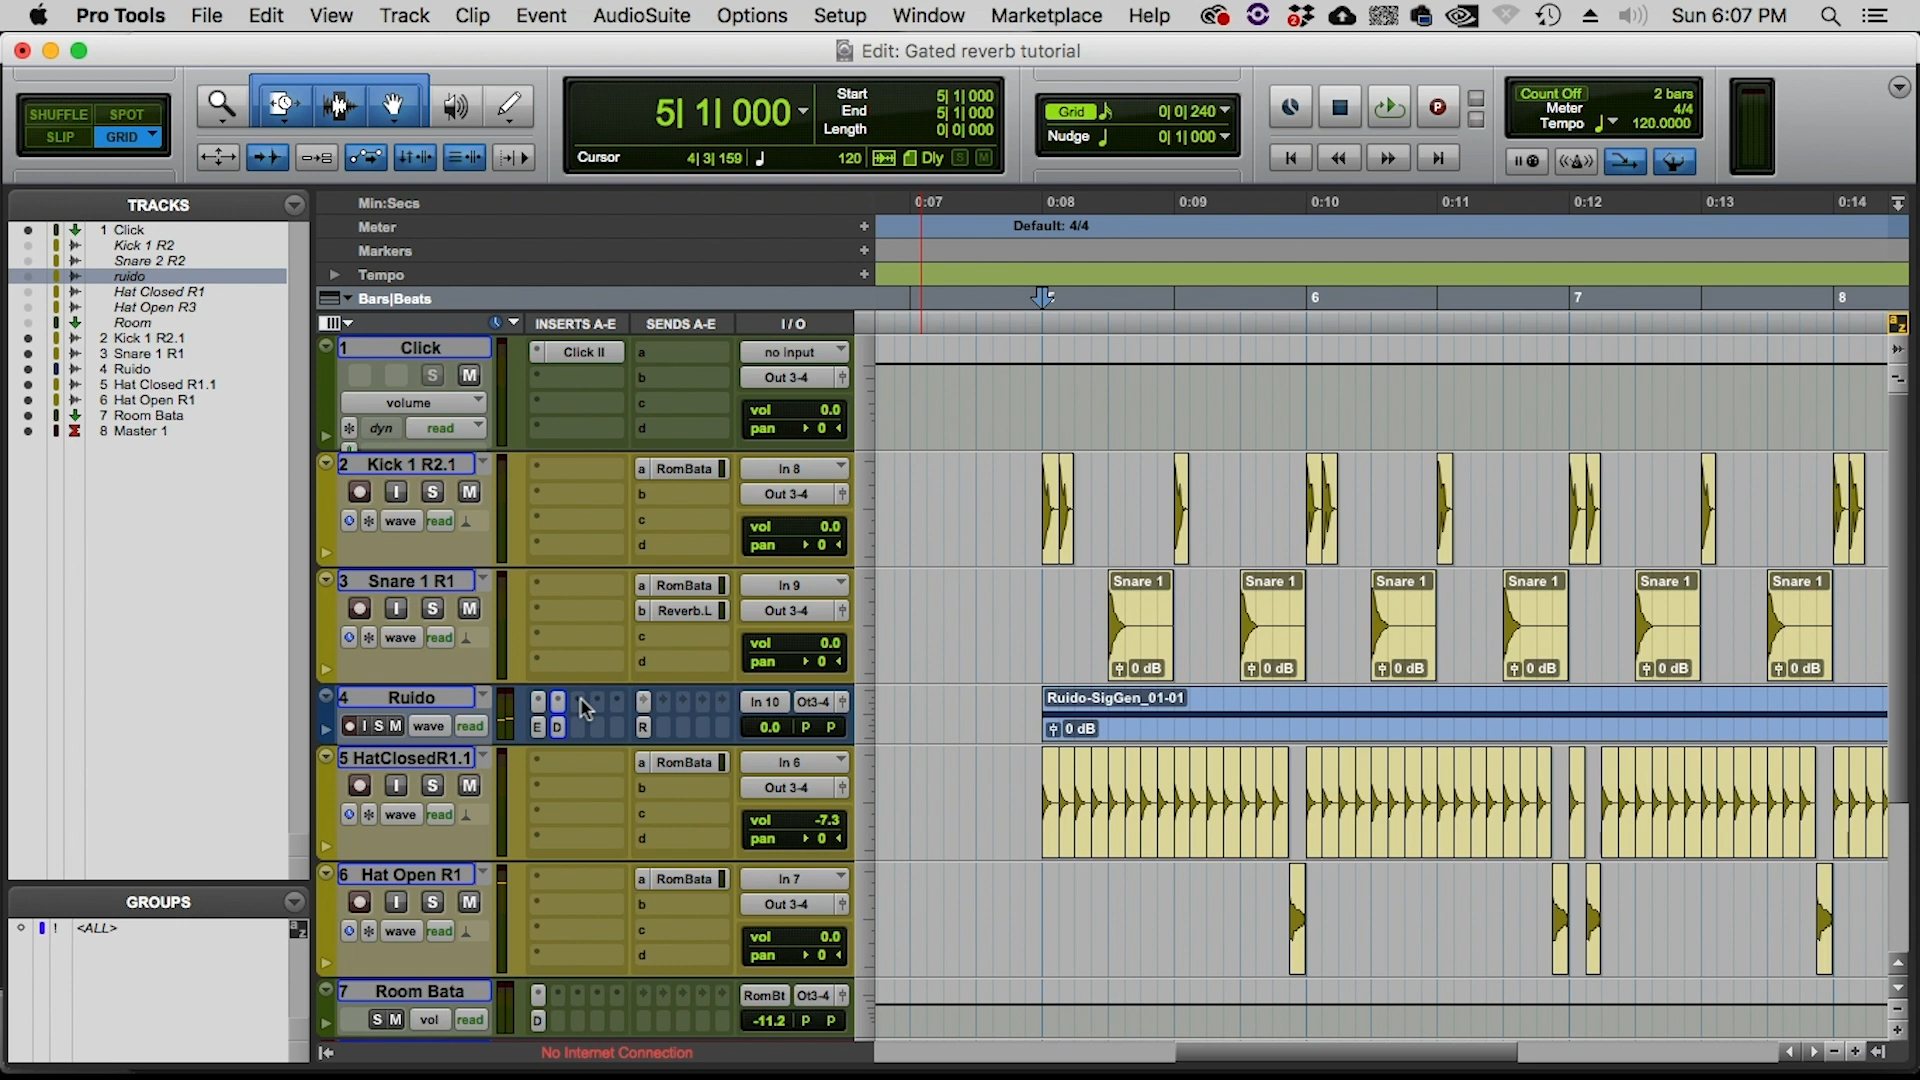 Pro Tools File Edit View Track Clip Event AudioSuite Options Setup Window Marketplace Help Sun 6:07 PM
Edit: Gated reverb tutorial
SHUFFLE SPOT
SLIP GRID
5| 1| 000
Start 5| 1| 000
End 5| 1| 000
Length 0| 0| 000
Cursor 4| 3| 159 120 Dly S M
Grid 0| 0| 240
Nudge 0| 1| 000
Count Off 2 bars
Meter 4/4
Tempo 120.0000
TRACKS
1 Click
Kick 1 R2
Snare 2 R2
ruido
Hat Closed R1
Hat Open R3
Room
2 Kick 1 R2.1
3 Snare 1 R1
4 Ruido
5 Hat Closed R1.1
6 Hat Open R1
7 Room Bata
8 Master 1
GROUPS
! <ALL>
Min:Secs 0:07 0:08 0:09 0:10 0:11 0:12 0:13 0:14
Meter Default: 4/4
Markers
Tempo
Bars|Beats 6 7 8
INSERTS A-E SENDS A-E I / O
1 Click Click II a no input
S M b Out 3-4
volume c vol 0.0
dyn read d pan 0
2 Kick 1 R2.1 a RomBata In 8
I S M b Out 3-4
wave read c vol 0.0
d pan 0
3 Snare 1 R1 a RomBata In 9
I S M b Reverb.L Out 3-4
wave read c vol 0.0
d pan 0
Snare 1 Snare 1 Snare 1 Snare 1 Snare 1 Snare 1
0 dB 0 dB 0 dB 0 dB 0 dB 0 dB
4 Ruido In 10 Ot3-4 Ruido-SigGen_01-01
I S M wave read E D R 0.0 P P 0 dB
5 HatClosedR1.1 a RomBata In 6
I S M b Out 3-4
wave read c vol -7.3
d pan 0
6 Hat Open R1 a RomBata In 7
I S M b Out 3-4
wave read c vol 0.0
d pan 0
7 Room Bata RomBt Ot3-4
S M vol read D -11.2 P P
No Internet Connection